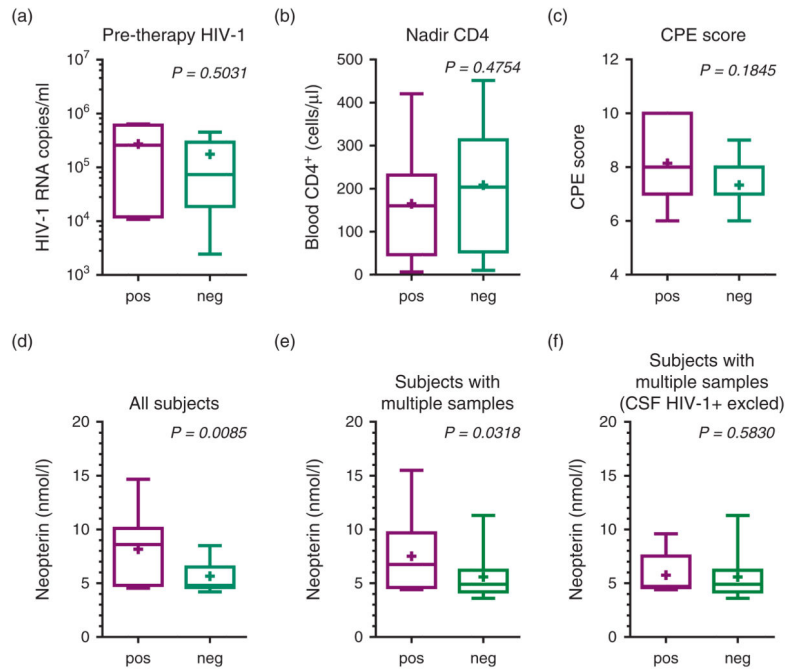 (a)
Pre-therapy HIV-1
P = 0.5031
HIV-1 RNA copies/ml
10⁷
10⁶
10⁵
10⁴
10³
pos
neg
(b)
Nadir CD4
P = 0.4754
Blood CD4⁺ (cells/µl)
500
400
300
200
100
0
pos
neg
(c)
CPE score
P = 0.1845
CPE score
12
10
8
6
4
pos
neg
(d)
All subjects
P = 0.0085
Neopterin (nmol/l)
20
15
10
5
0
pos
neg
(e)
Subjects with
multiple samples
P = 0.0318
Neopterin (nmol/l)
20
15
10
5
0
pos
neg
(f)
Subjects with
multiple samples
(CSF HIV-1+ excled)
P = 0.5830
Neopterin (nmol/l)
20
15
10
5
0
pos
neg